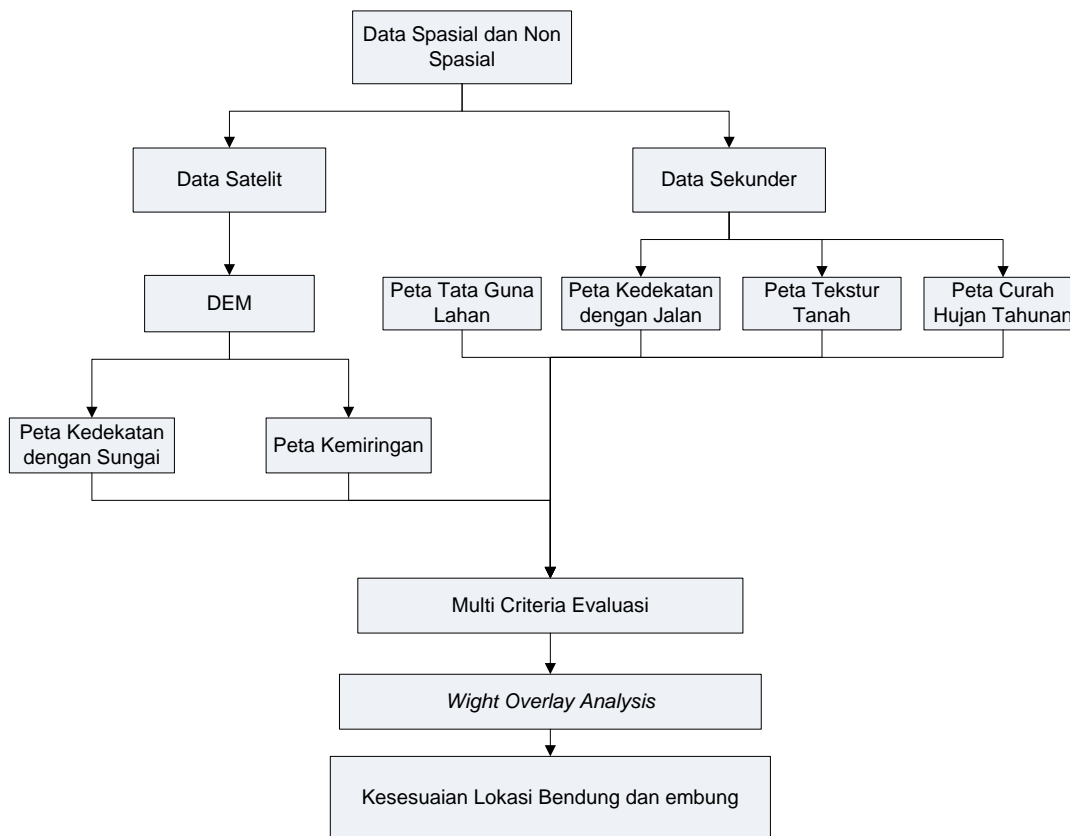 Data Spasial dan Non
Spasial
Data Satelit
Data Sekunder
DEM
Peta Tata Guna
Lahan
Peta Kedekatan
dengan Jalan
Peta Tekstur
Tanah
Peta Curah
Hujan Tahunan
Peta Kedekatan
dengan Sungai
Peta Kemiringan
Multi Criteria Evaluasi
Wight Overlay Analysis
Kesesuaian Lokasi Bendung dan embung